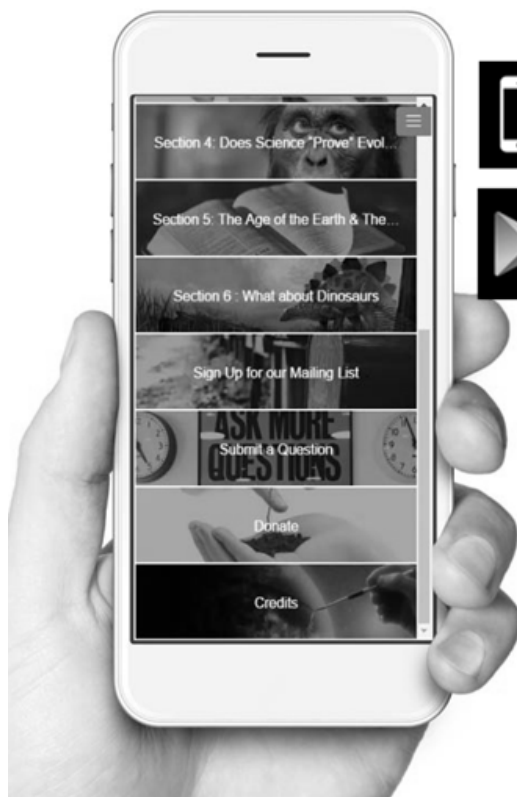 Section 4: Does Science "Prove" Evol...
Section 5: The Age of the Earth & The...
Section 6 : What about Dinosaurs
Sign Up for our Mailing List
ASK MORE
Submit a Question
QUESTIONS
Donate
Credits